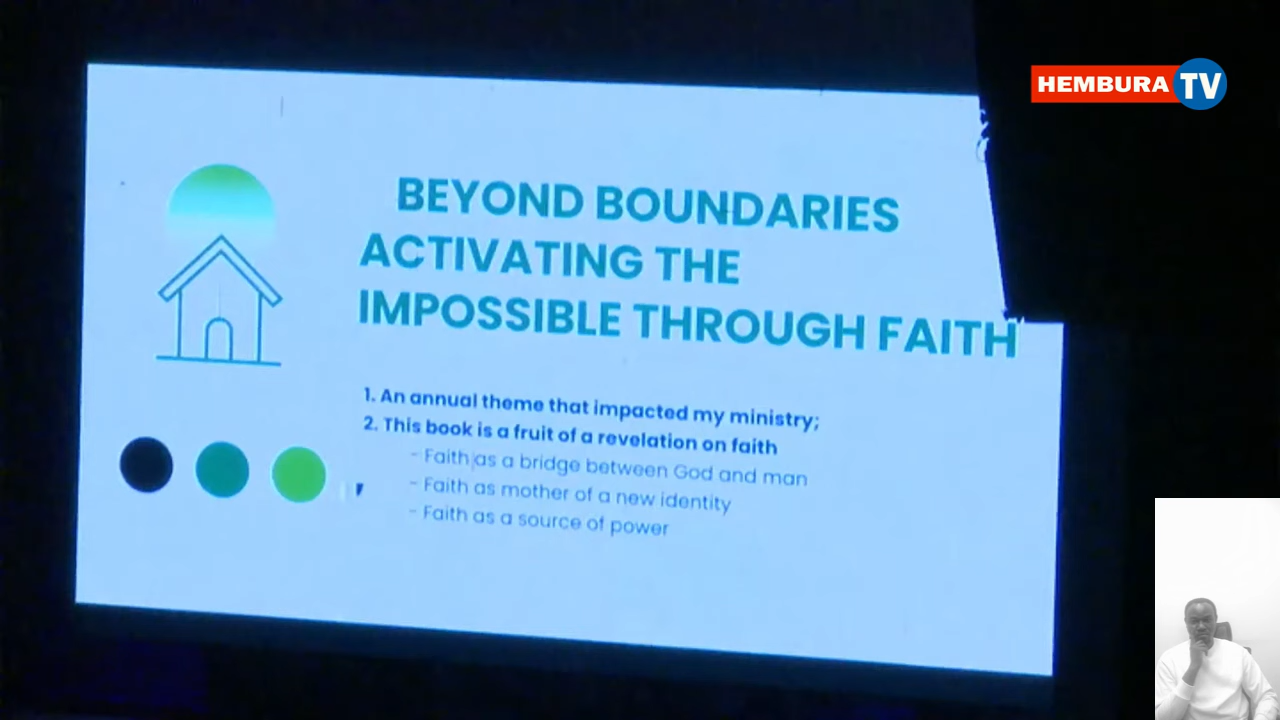 HEMBURA TV
BEYOND BOUNDARIES
ACTIVATING THE
IMPOSSIBLE THROUGH FAITH
1. An annual theme that impacted my ministry;
2. This book is a fruit of a revelation on faith
- Faith as a bridge between God and man
- Faith as mother of a new identity
- Faith as a source of power